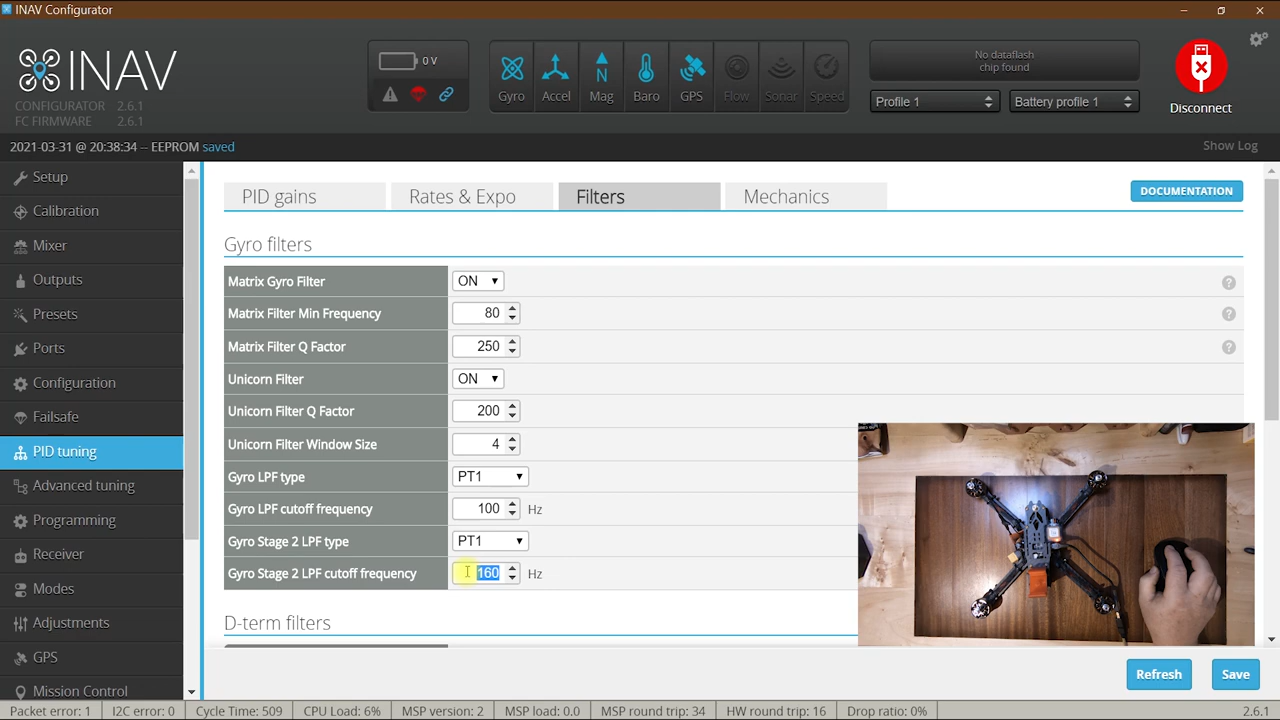 INAV Configurator
INAV
CONFIGURATOR 2.6.1
FC FIRMWARE 2.6.1
0 V
Gyro
Accel
Mag
Baro
GPS
Flow
Sonar
Speed
No dataflash
chip found
Profile 1
Battery profile 1
Disconnect
2021-03-31 @ 20:38:34 -- EEPROM saved
Show Log
Setup
Calibration
Mixer
Outputs
Presets
Ports
Configuration
Failsafe
PID tuning
Advanced tuning
Programming
Receiver
Modes
Adjustments
GPS
Mission Control
PID gains
Rates & Expo
Filters
Mechanics
DOCUMENTATION
Gyro filters
Matrix Gyro Filter ON
Matrix Filter Min Frequency 80
Matrix Filter Q Factor 250
Unicorn Filter ON
Unicorn Filter Q Factor 200
Unicorn Filter Window Size 4
Gyro LPF type PT1
Gyro LPF cutoff frequency 100 Hz
Gyro Stage 2 LPF type PT1
Gyro Stage 2 LPF cutoff frequency 160 Hz
D-term filters
Refresh
Save
Packet error: 1
I2C error: 0
Cycle Time: 509
CPU Load: 6%
MSP version: 2
MSP load: 0.0
MSP round trip: 34
HW round trip: 16
Drop ratio: 0%
2.6.1